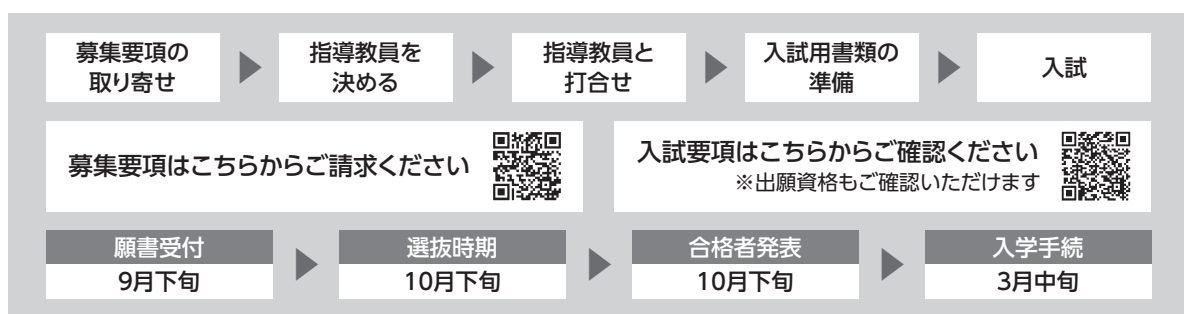 募集要項の
取り寄せ
指導教員を
決める
指導教員と
打合せ
入試用書類の
準備
入試
募集要項はこちらからご請求ください
入試要項はこちらからご確認ください
※出願資格もご確認いただけます
願書受付
9月下旬
選抜時期
10月下旬
合格者発表
10月下旬
入学手続
3月中旬